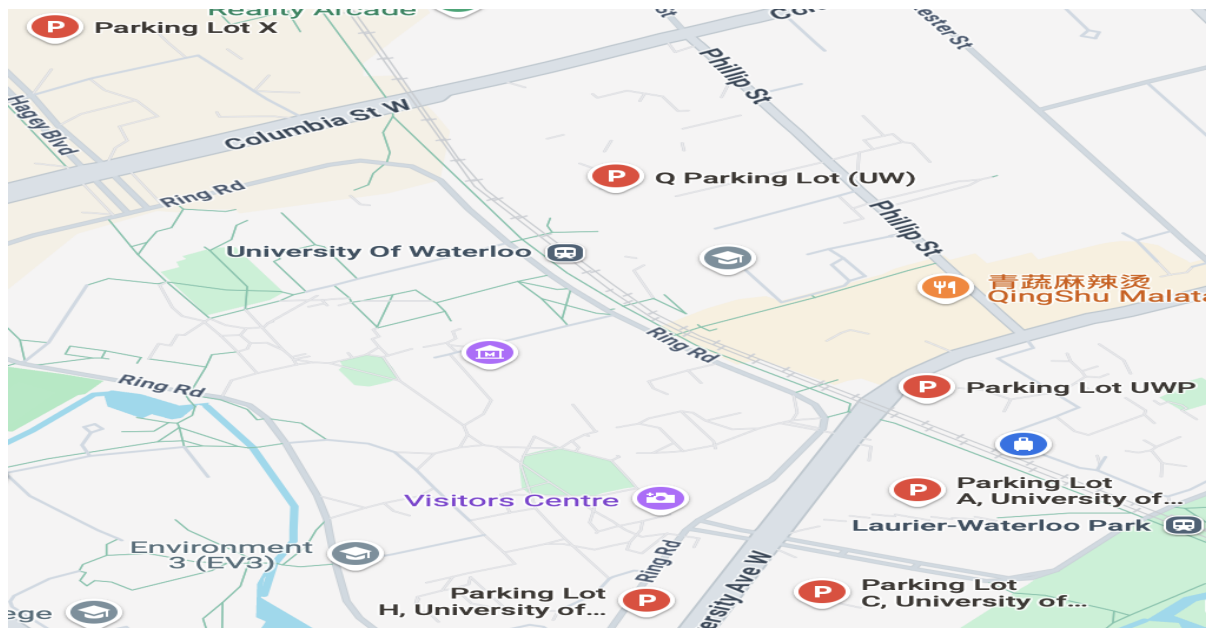 Reality Arcade
Parking Lot X
Phillip St
Hagey Blvd
Columbia St W
Ring Rd
Q Parking Lot (UW)
Phillip St
University Of Waterloo
青蔬麻辣烫
QingShu Malata
Ring Rd
Ring Rd
Parking Lot UWP
Visitors Centre
Parking Lot
A, University of...
Laurier-Waterloo Park
Environment
3 (EV3)
Ring Rd
Parking Lot
H, University of...
ersity Ave W
Parking Lot
C, University of...
ege